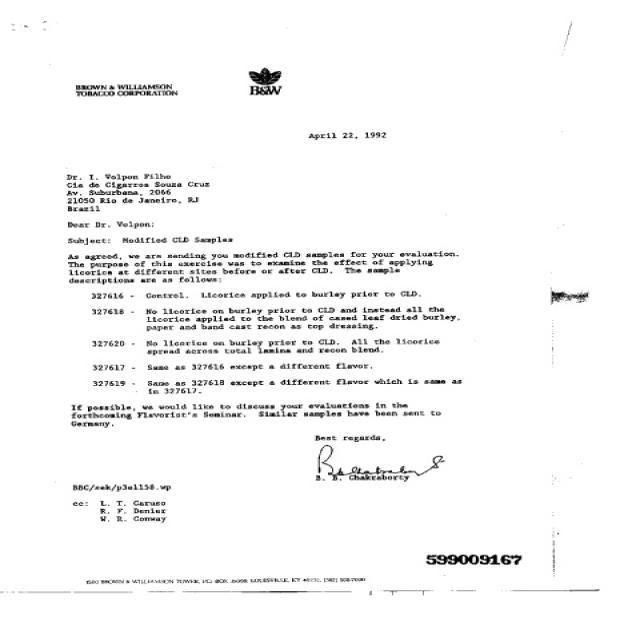 BROWN & WILLIAMSON
TOBACCO CORPORATION
B&W
April 22, 1992
Dr. I. Volpon Filho
Cia de Cigarros Souza Cruz
Av. Suburbana, 2066
21050 Rio de Janeiro, RJ
Brazil
Dear Dr. Volpon:
Subject: Modified CLD Samples
As agreed, we are sending you modified CLD samples for your evaluation.
The purpose of this exercise was to examine the effect of applying
licorice at different sites before or after CLD. The sample
descriptions are as follows:
327616 - Control. Licorice applied to burley prior to CLD.
327618 - No licorice on burley prior to CLD and instead all the
licorice applied to the blend of cased leaf dried burley,
paper and band cast recon as top dressing.
327620 - No licorice on burley prior to CLD. All the licorice
spread across total lamina and recon blend.
327617 - Same as 327616 except a different flavor.
327619 - Same as 327618 except a different flavor which is same as
in 327617.
If possible, we would like to discuss your evaluations in the
forthcoming Flavorist's Seminar. Similar samples have been sent to
Germany.
Best regards,
B. B. Chakraborty
BBC/sek/p3e1158.wp
cc: L. T. Caruso
R. F. Denier
W. R. Conway
599009167
1500 BROWN & WILLIAMSON TOWER, P.O. BOX LOUISVILLE, KY